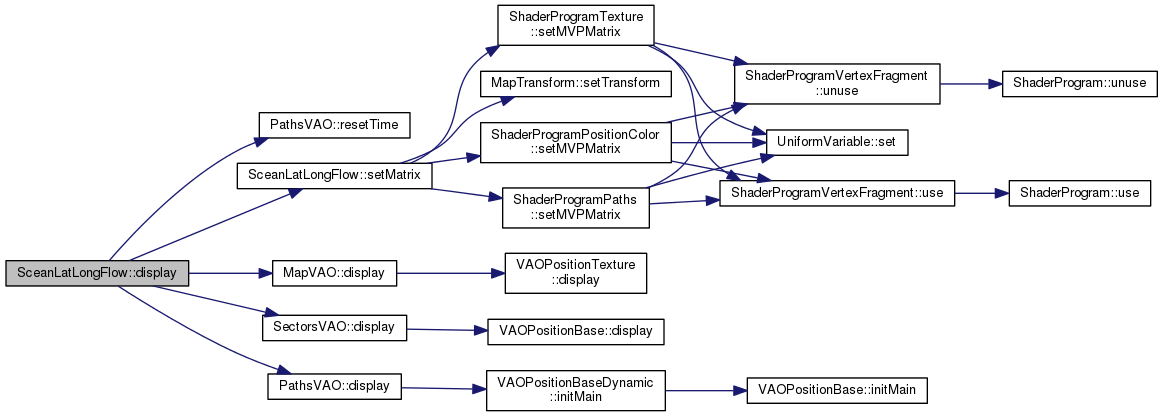 ShaderProgramTexture
::setMVPMatrix
MapTransform::setTransform
ShaderProgramVertexFragment
::unuse
ShaderProgram::unuse
PathsVAO::resetTime
ShaderProgramPositionColor
::setMVPMatrix
UniformVariable::set
SceanLatLongFlow::setMatrix
ShaderProgramPaths
::setMVPMatrix
ShaderProgramVertexFragment::use
ShaderProgram::use
SceanLatLongFlow::display
MapVAO::display
VAOPositionTexture
::display
SectorsVAO::display
VAOPositionBase::display
PathsVAO::display
VAOPositionBaseDynamic
::initMain
VAOPositionBase::initMain